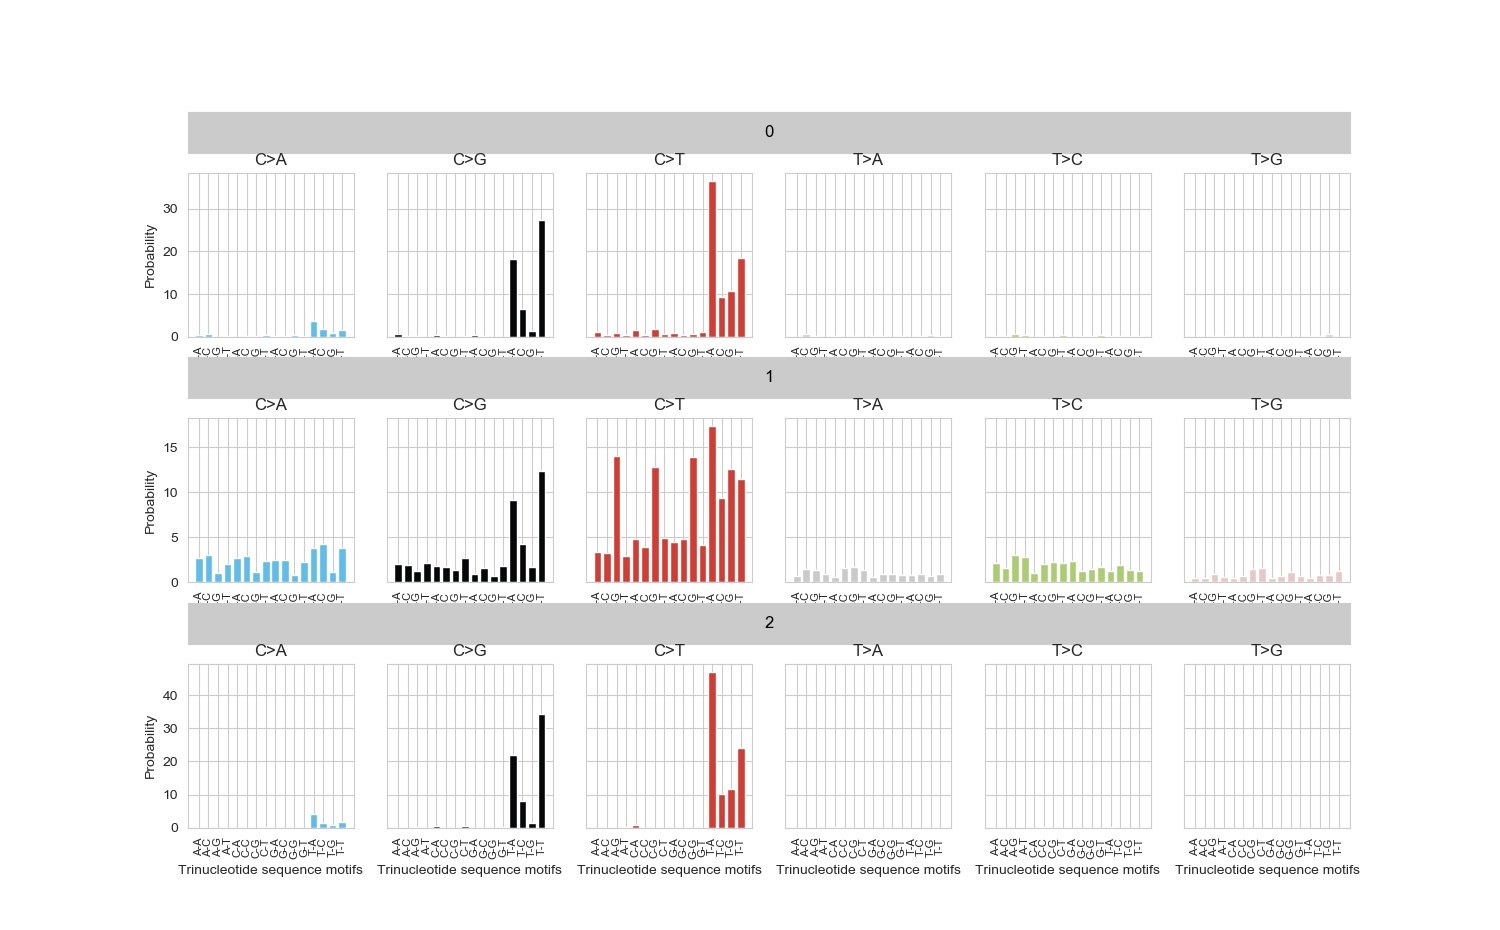 0
C>A C>G C>T T>A T>C T>G
Probability
30
20
10
0
1
C>A C>G C>T T>A T>C T>G
Probability
15
10
5
0
2
C>A C>G C>T T>A T>C T>G
Probability
40
30
20
10
0
A-A A-C A-G A-T C-A C-C C-G C-T G-A G-C G-G G-T T-A T-C T-G T-T
A-A A-C A-G A-T C-A C-C C-G C-T G-A G-C G-G G-T T-A T-C T-G T-T
A-A A-C A-G A-T C-A C-C C-G C-T G-A G-C G-G G-T T-A T-C T-G T-T
A-A A-C A-G A-T C-A C-C C-G C-T G-A G-C G-G G-T T-A T-C T-G T-T
A-A A-C A-G A-T C-A C-C C-G C-T G-A G-C G-G G-T T-A T-C T-G T-T
A-A A-C A-G A-T C-A C-C C-G C-T G-A G-C G-G G-T T-A T-C T-G T-T
Trinucleotide sequence motifs Trinucleotide sequence motifs Trinucleotide sequence motifs Trinucleotide sequence motifs Trinucleotide sequence motifs Trinucleotide sequence motifs